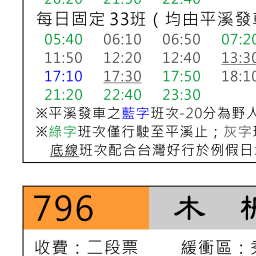 每日固定 33班 ( 均由平溪發
05:40 06:10 06:50 07:20
11:50 12:20 12:40 13:30
17:10 17:30 17:50 18:10
21:20 22:40 23:30
※平溪發車之藍字班次-20分為野人
※綠字班次僅行駛至平溪止；灰字
底線班次配合台灣好行於例假日
796 木
收費：二段票 緩衝區：